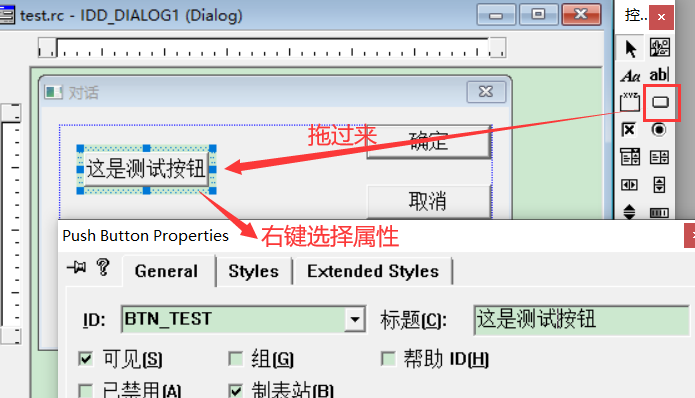 test.rc - IDD_DIALOG1 (Dialog)
控...
对话
Aa
ab|
XYZ
拖过来
确定
这是测试按钮
取消
右键选择属性
Push Button Properties
General
Styles
Extended Styles
ID:
BTN_TEST
标题(C):
这是测试按钮
可见(S)
组(G)
帮助 ID(H)
已禁用(A)
制表站(B)